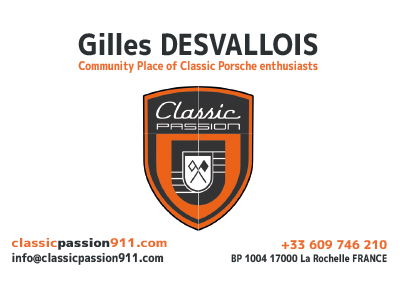 Gilles DESVALLOIS
Community Place of Classic Porsche enthusiasts
Classic
PASSION
classicpassion911.com
+33 609 746 210
info@classicpassion911.com
BP 1004 17000 La Rochelle FRANCE